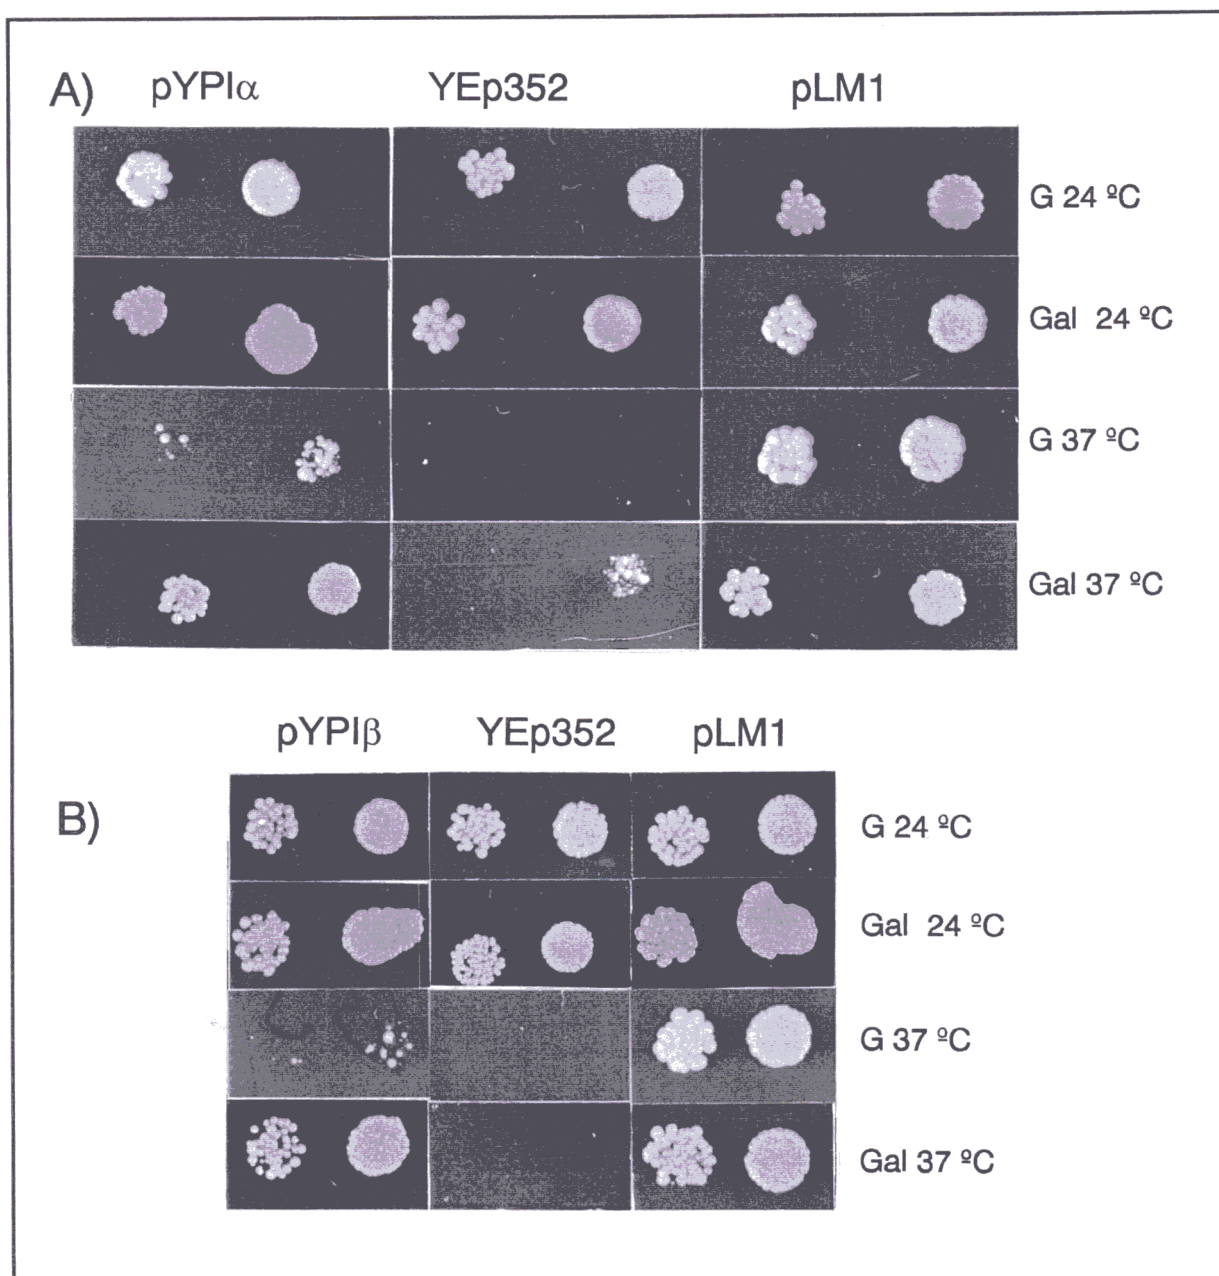 A) pYPIα YEp352 pLM1
G 24 ºC
Gal 24 ºC
G 37 ºC
Gal 37 ºC
pYPIβ YEp352 pLM1
B)
G 24 ºC
Gal 24 ºC
G 37 ºC
Gal 37 ºC